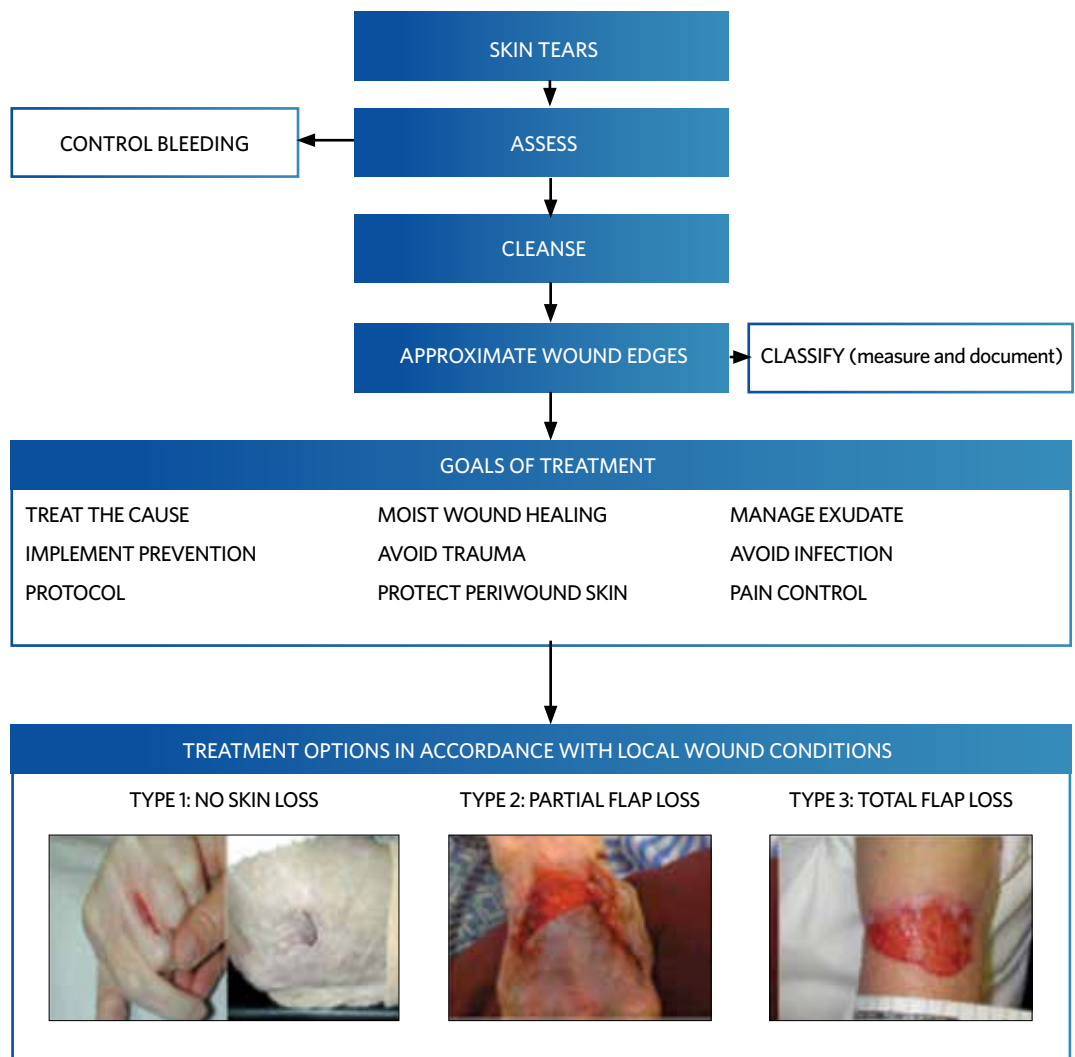 SKIN TEARS
CONTROL BLEEDING
ASSESS
CLEANSE
APPROXIMATE WOUND EDGES
CLASSIFY (measure and document)
GOALS OF TREATMENT
TREAT THE CAUSE
IMPLEMENT PREVENTION
PROTOCOL
MOIST WOUND HEALING
AVOID TRAUMA
PROTECT PERIWOUND SKIN
MANAGE EXUDATE
AVOID INFECTION
PAIN CONTROL
TREATMENT OPTIONS IN ACCORDANCE WITH LOCAL WOUND CONDITIONS
TYPE 1: NO SKIN LOSS
TYPE 2: PARTIAL FLAP LOSS
TYPE 3: TOTAL FLAP LOSS